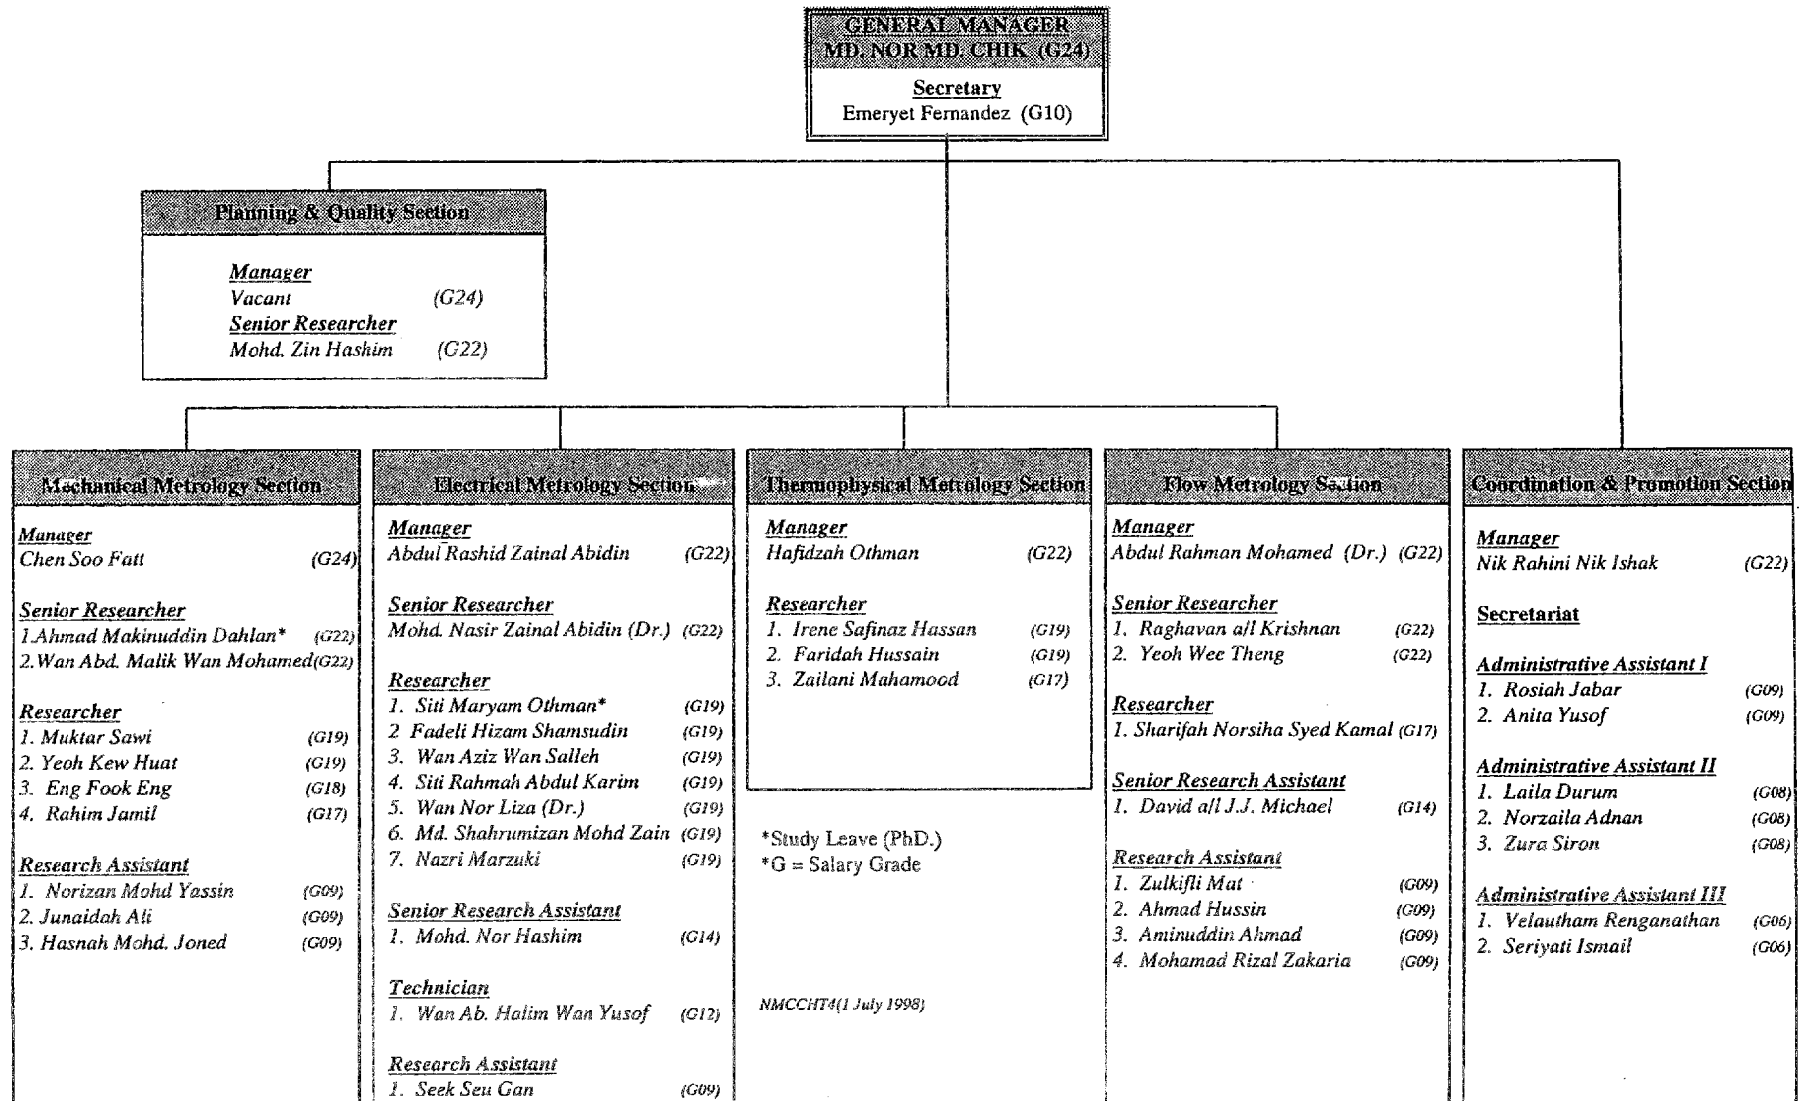 GENERAL MANAGER
MD. NOR MD. CHIK (G24)
Secretary
Emeryet Fernandez (G10)
Planning & Quality Section
Manager
Vacant (G24)
Senior Researcher
Mohd. Zin Hashim (G22)
Mechanical Metrology Section
Manager
Chen Soo Fatt (G24)
Senior Researcher
1.Ahmad Makinuddin Dahlan* (G22)
2.Wan Abd. Malik Wan Mohamed(G22)
Researcher
1. Muktar Sawi (G19)
2. Yeoh Kew Huat (G19)
3. Eng Fook Eng (G18)
4. Rahim Jamil (G17)
Research Assistant
1. Norizan Mohd Yassin (G09)
2. Junaidah Ali (G09)
3. Hasnah Mohd. Joned (G09)
Electrical Metrology Section
Manager
Abdul Rashid Zainal Abidin (G22)
Senior Researcher
Mohd. Nasir Zainal Abidin (Dr.) (G22)
Researcher
1. Siti Maryam Othman* (G19)
2 Fadeli Hizam Shamsudin (G19)
3. Wan Aziz Wan Salleh (G19)
4. Siti Rahmah Abdul Karim (G19)
5. Wan Nor Liza (Dr.) (G19)
6. Md. Shahrumizan Mohd Zain (G19)
7. Nazri Marzuki (G19)
Senior Research Assistant
1. Mohd. Nor Hashim (G14)
Technician
1. Wan Ab. Halim Wan Yusof (G12)
Research Assistant
1. Seek Seu Gan (G09)
Thermophysical Metrology Section
Manager
Hafidzah Othman (G22)
Researcher
1. Irene Safinaz Hassan (G19)
2. Faridah Hussain (G19)
3. Zailani Mahamood (G17)
*Study Leave (PhD.)
*G = Salary Grade
NMCCHT4(1 July 1998)
Flow Metrology Section
Manager
Abdul Rahman Mohamed (Dr.) (G22)
Senior Researcher
1. Raghavan a/l Krishnan (G22)
2. Yeoh Wee Theng (G22)
Researcher
1. Sharifah Norsiha Syed Kamal (G17)
Senior Research Assistant
1. David a/l J.J. Michael (G14)
Research Assistant
1. Zulkifli Mat (G09)
2. Ahmad Hussin (G09)
3. Aminuddin Ahmad (G09)
4. Mohamad Rizal Zakaria (G09)
Coordination & Promotion Section
Manager
Nik Rahini Nik Ishak (G22)
Secretariat
Administrative Assistant I
1. Rosiah Jabar (G09)
2. Anita Yusof (G09)
Administrative Assistant II
1. Laila Durum (G08)
2. Norzaila Adnan (G08)
3. Zura Siron (G08)
Administrative Assistant III
1. Velautham Renganathan (G06)
2. Seriyati Ismail (G06)